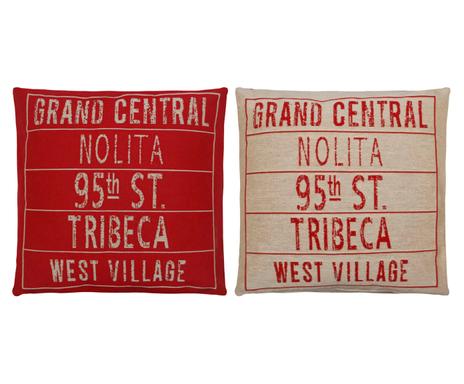 GRAND CENTRAL
NOLITA
95th ST.
TRIBECA
WEST VILLAGE
GRAND CENTRAL
NOLITA
95th ST.
TRIBECA
WEST VILLAGE